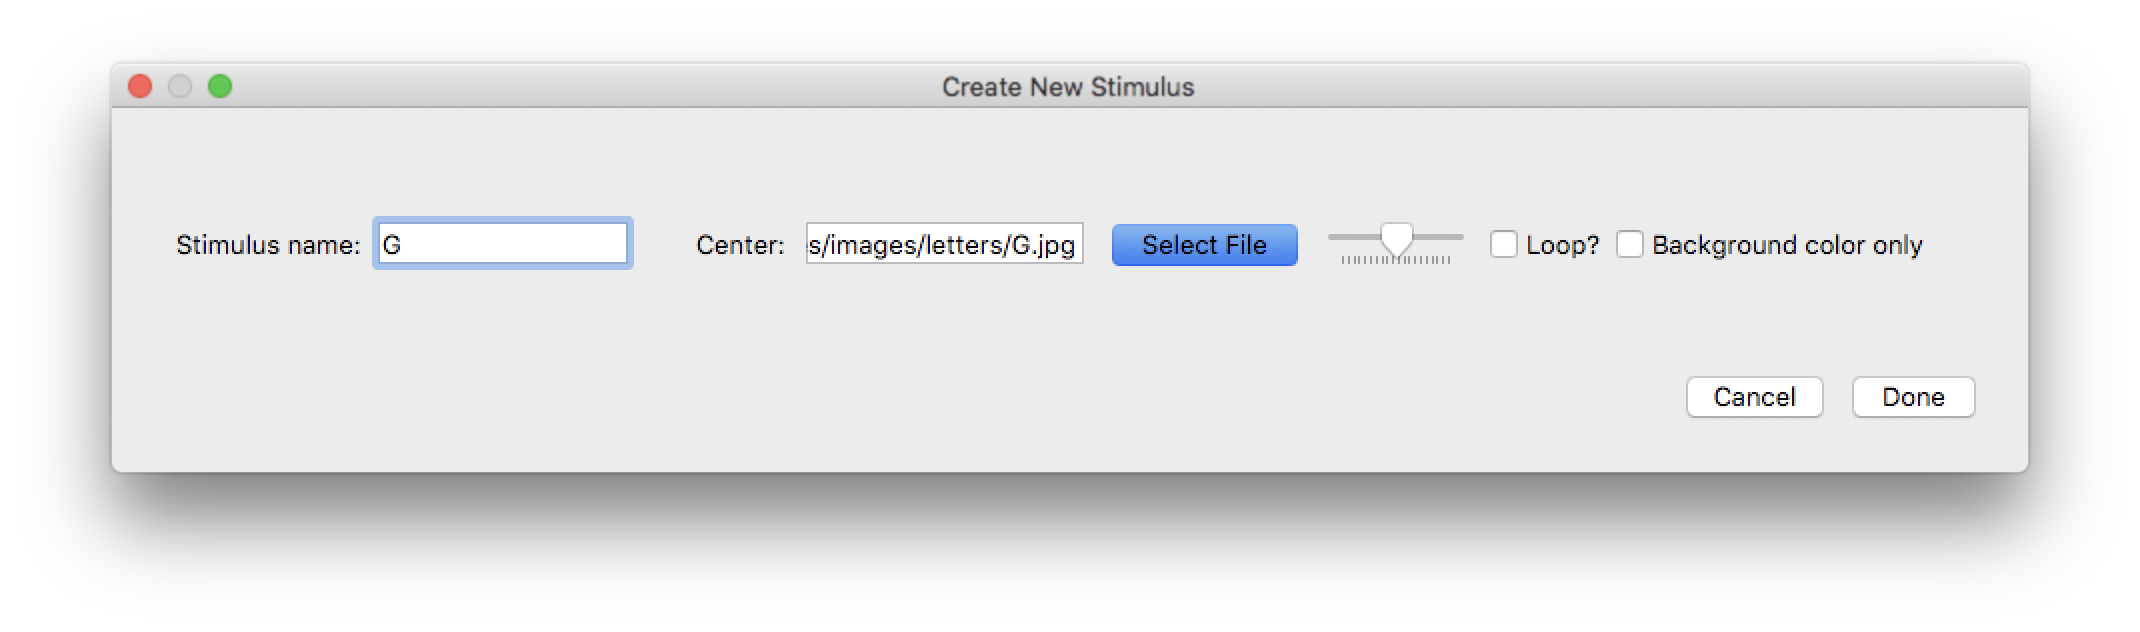 Create New Stimulus
Stimulus name: G Center: s/images/letters/G.jpg Select File Loop? Background color only
Cancel Done